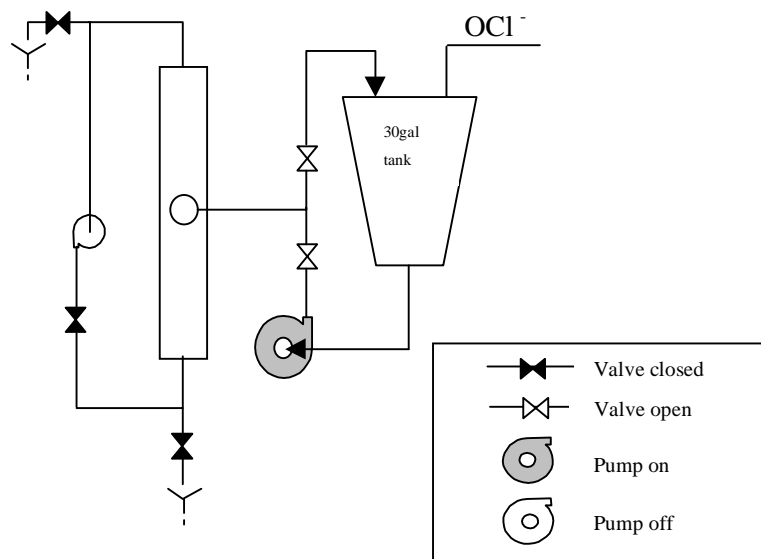 OCl -
30gal
tank
Valve closed
Valve open
Pump on
Pump off